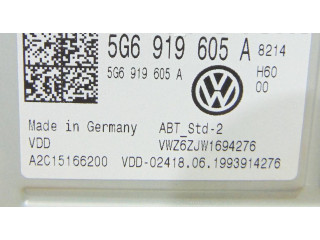 5G6 919 605 A 8214
5G6 919 605 A H60
00
Made in Germany ABT_Std-2
VDD VWZ6ZJW1694276
A2C15166200 VDD-02418.06.1993914276